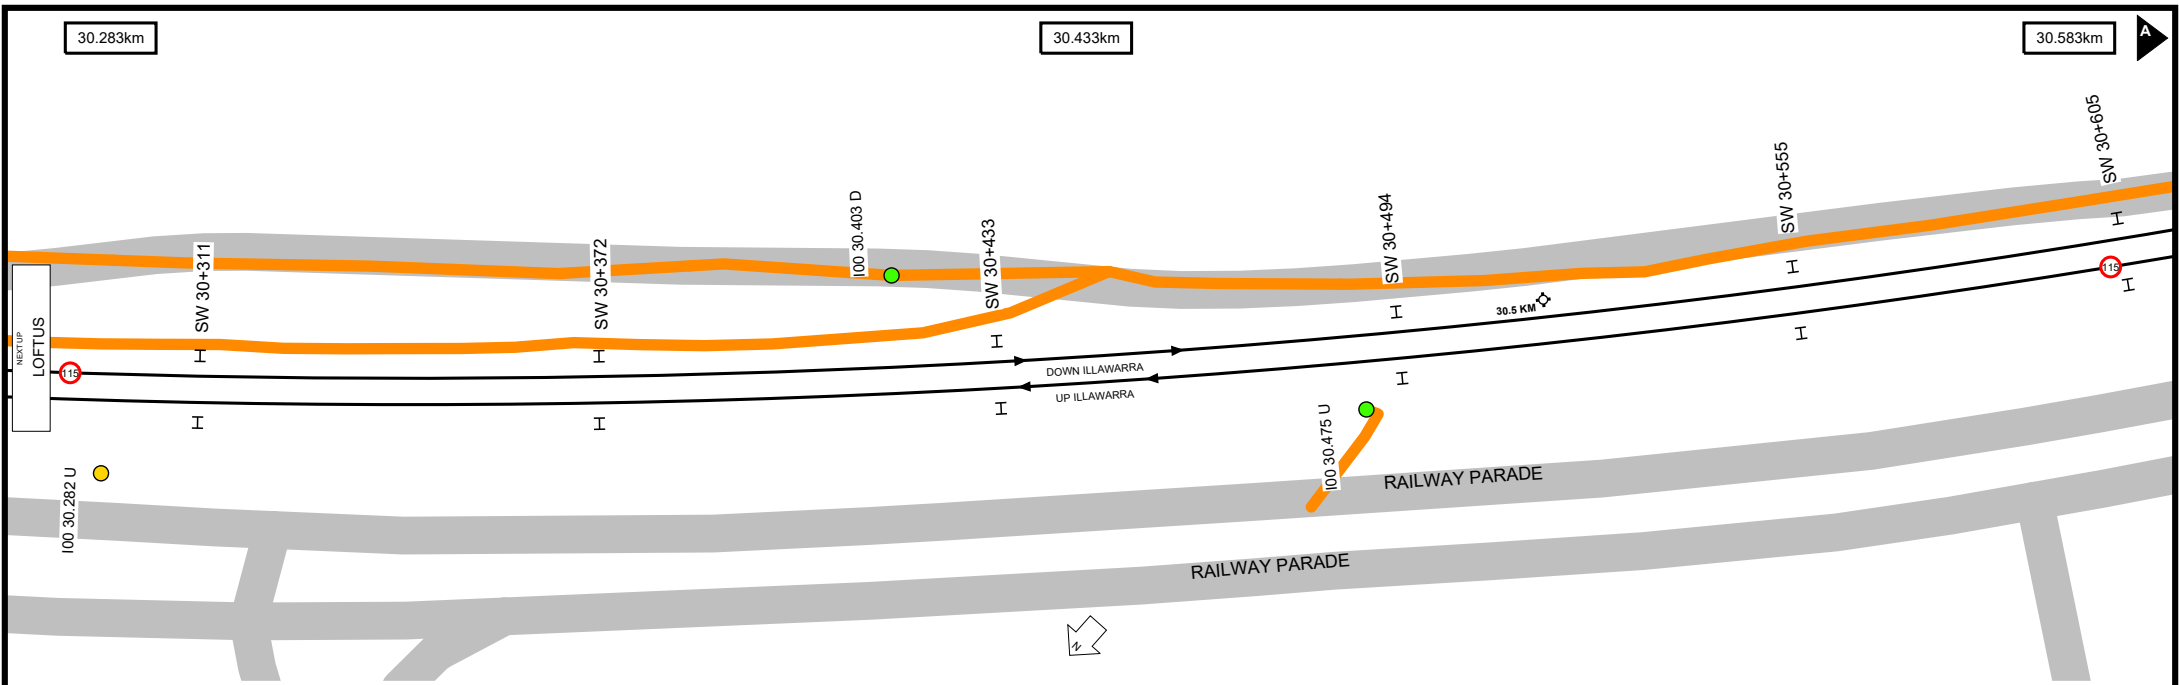 30.283km
30.433km
30.583km
A
SW 30+311
SW 30+372
I00 30.403 D
SW 30+433
SW 30+494
SW 30+555
SW 30+605
30.5 KM
NEXT UP
LOFTUS
115
115
DOWN ILLAWARRA
UP ILLAWARRA
I00 30.282 U
I00 30.475 U
RAILWAY PARADE
RAILWAY PARADE
N